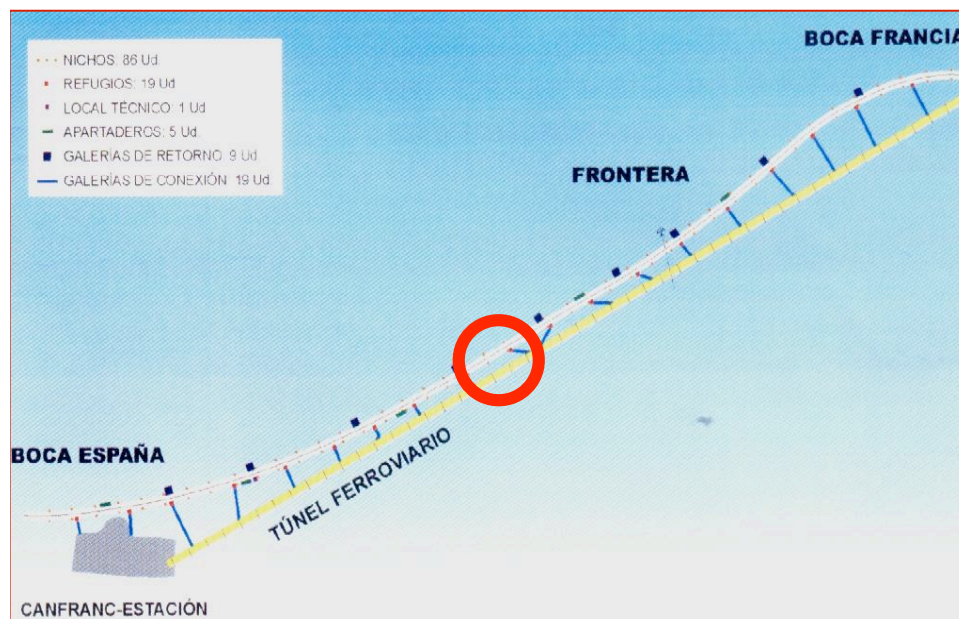 BOCA FRANCIA
NICHOS: 86 Ud.
REFUGIOS: 19 Ud.
LOCAL TÉCNICO: 1 Ud.
APARTADEROS: 5 Ud.
GALERÍAS DE RETORNO: 9 Ud.
GALERÍAS DE CONEXIÓN: 19 Ud.
FRONTERA
BOCA ESPAÑA
TÚNEL FERROVIARIO
CANFRANC-ESTACIÓN